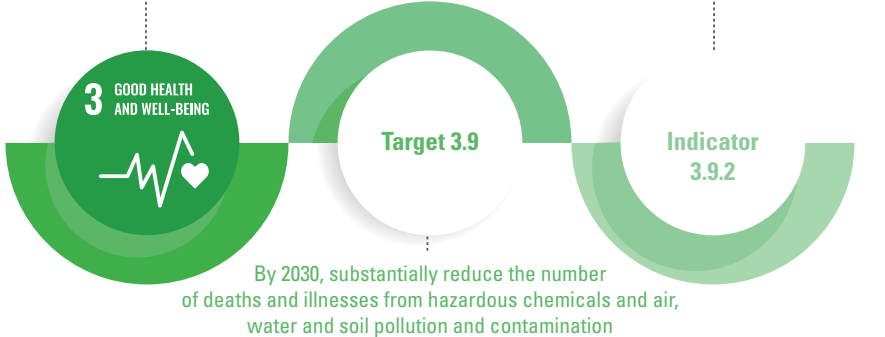 3 GOOD HEALTH
AND WELL-BEING
Target 3.9
Indicator
3.9.2
By 2030, substantially reduce the number
of deaths and illnesses from hazardous chemicals and air,
water and soil pollution and contamination